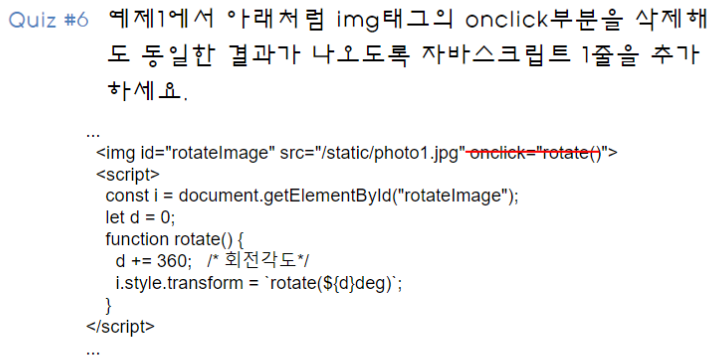 Quiz #6 예제1에서 아래처럼 img태그의 onclick부분을 삭제해
도 동일한 결과가 나오도록 자바스크립트 1줄을 추가
하세요.
...
<img id="rotateImage" src="/static/photo1.jpg" onclick="rotate()">
<script>
const i = document.getElementById("rotateImage");
let d = 0;
function rotate() {
d += 360; /* 회전각도*/
i.style.transform = `rotate(${d}deg)`;
}
</script>
...